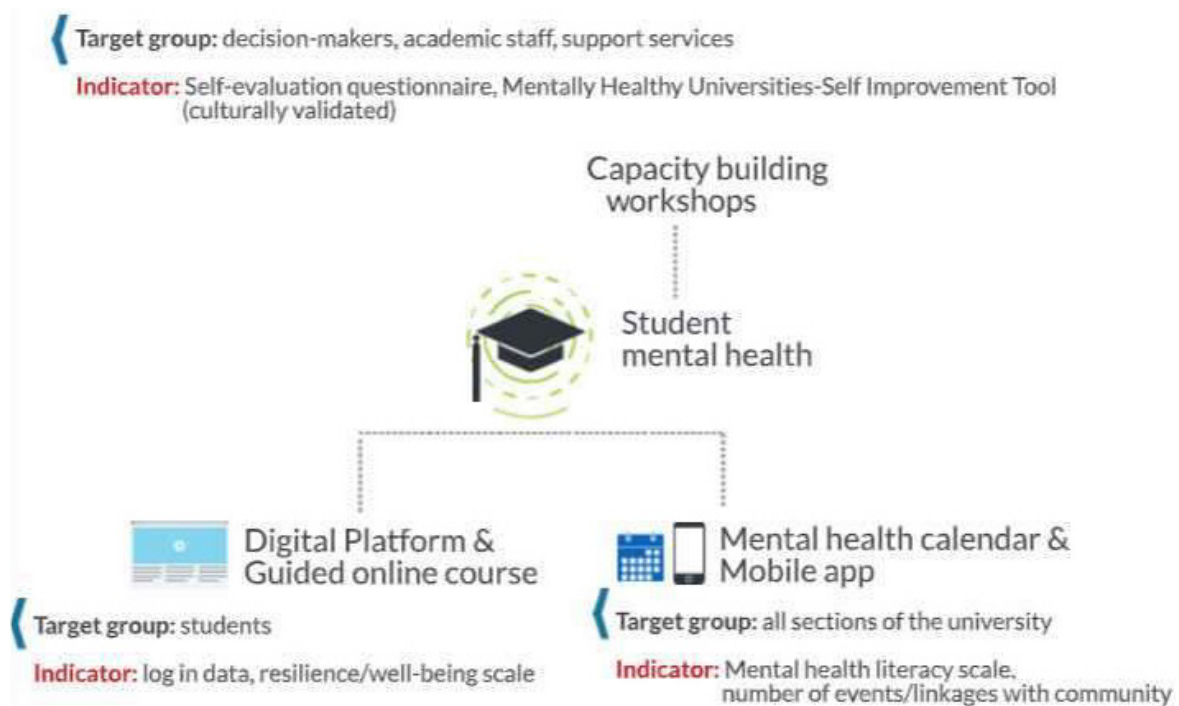 Target group: decision-makers, academic staff, support services
Indicator: Self-evaluation questionnaire, Mentally Healthy Universities-Self Improvement Tool
(culturally validated)
Capacity building
workshops
Student
mental health
Digital Platform &
Guided online course
Target group: students
Indicator: log in data, resilience/well-being scale
Mental health calendar &
Mobile app
Target group: all sections of the university
Indicator: Mental health literacy scale,
number of events/linkages with community